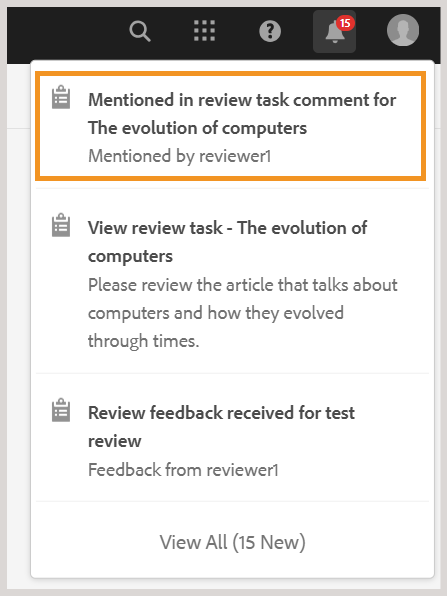 ?
15
Mentioned in review task comment for
The evolution of computers
Mentioned by reviewer1
View review task - The evolution of
computers
Please review the article that talks about
computers and how they evolved
through times.
Review feedback received for test
review
Feedback from reviewer1
View All (15 New)